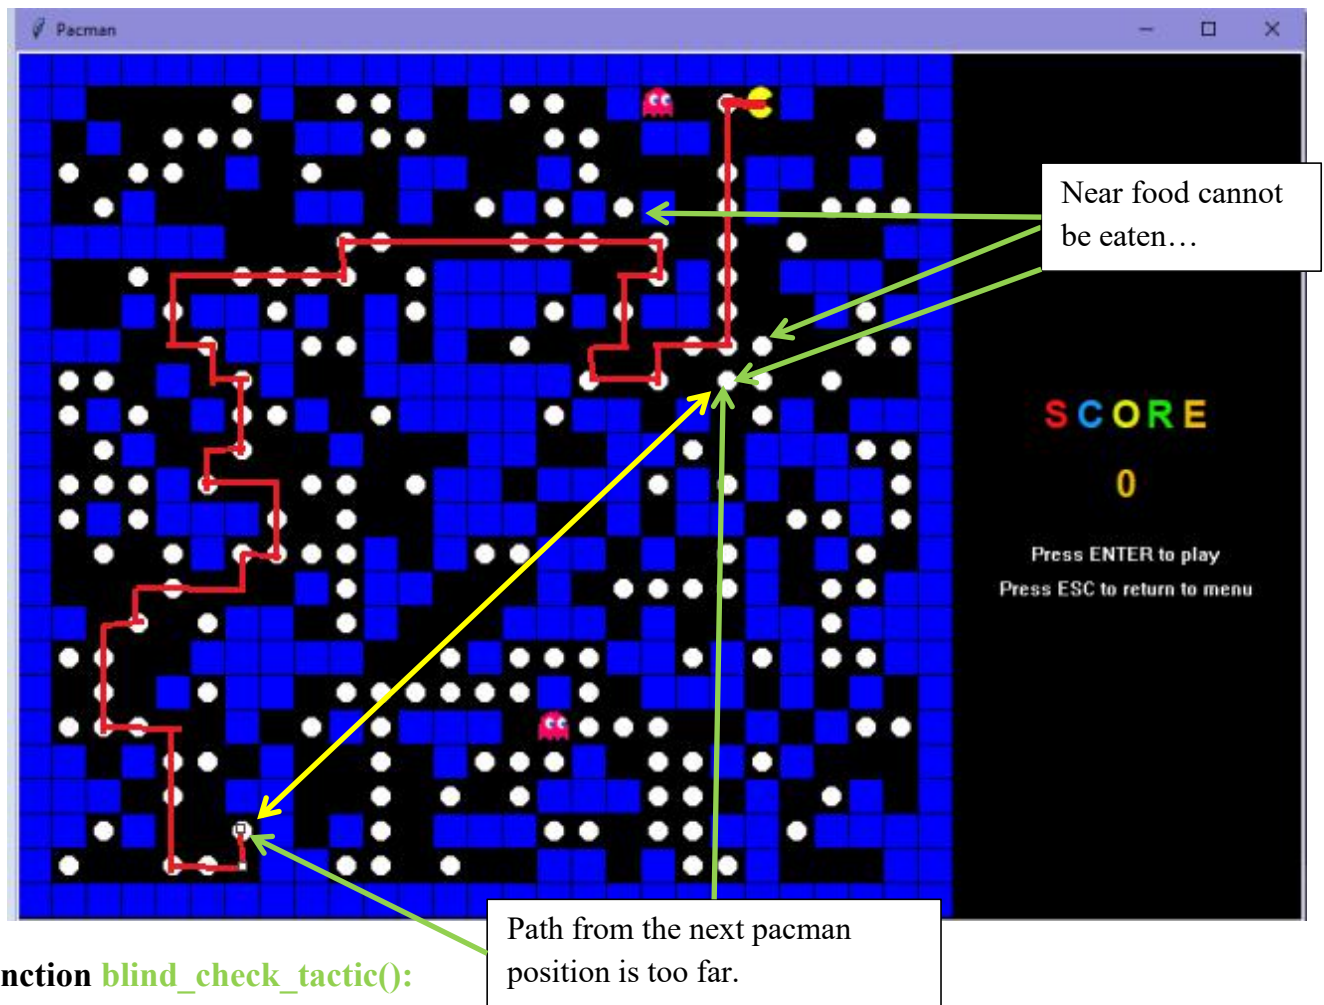 Pacman
Near food cannot
be eaten…
SCORE
0
Press ENTER to play
Press ESC to return to menu
Path from the next pacman
position is too far.
nction blind_check_tactic():